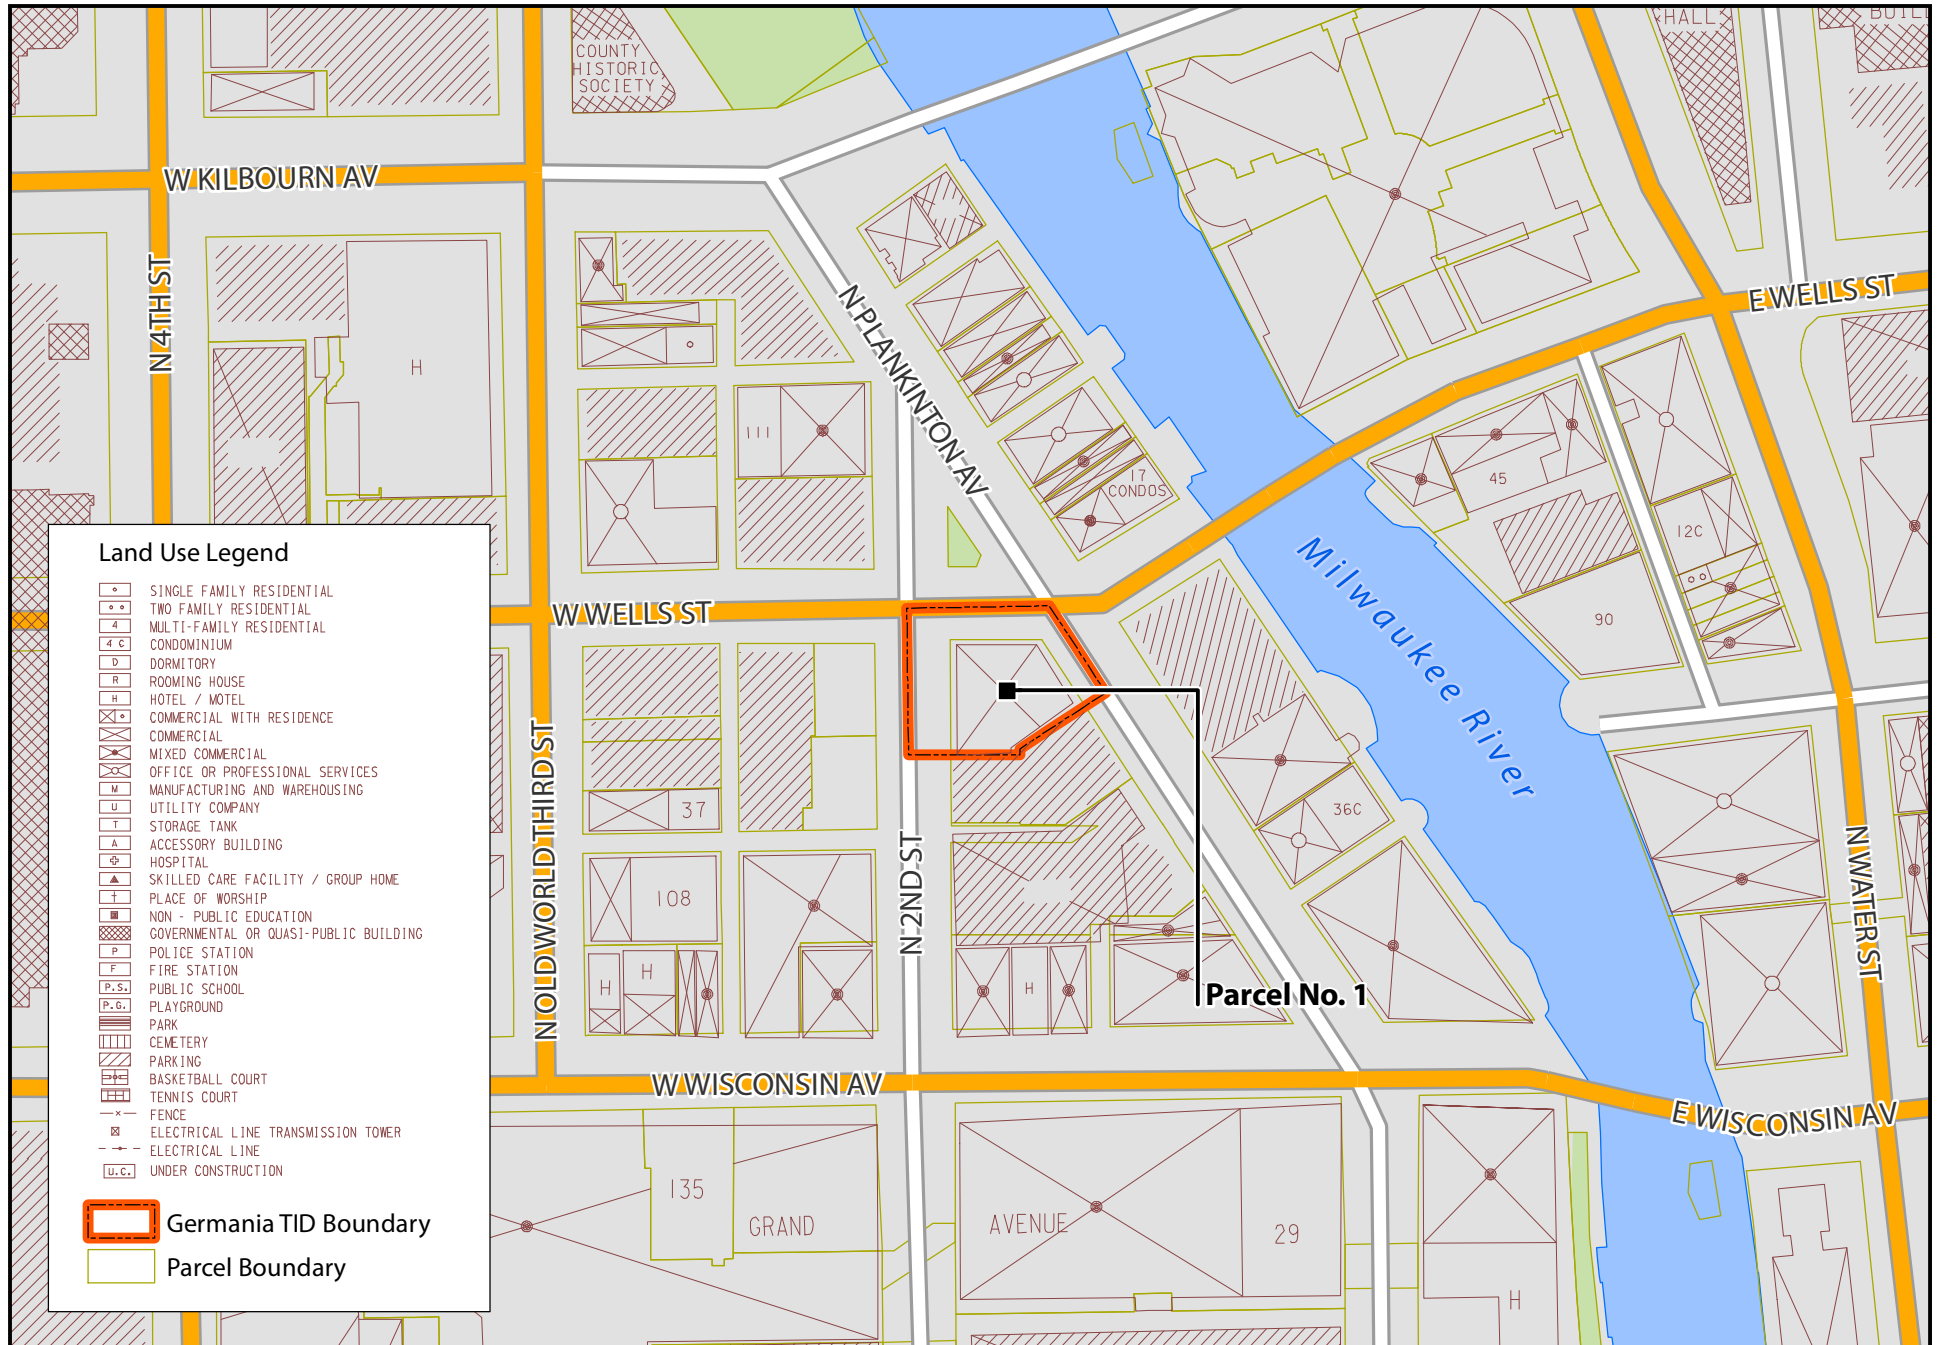 COUNTY
HISTORIC
SOCIETY
HALL
W KILBOURN AV
N 4TH ST
H
N PLANKINTON AV
E WELLS ST
111
17
CONDOS
45
12C
90
Milwaukee River
W WELLS ST
N OLD WORLD THIRD ST
37
108
H
H
N 2ND ST
H
36C
N WATER ST
Parcel No. 1
W WISCONSIN AV
E WISCONSIN AV
135
GRAND
AVENUE
29
H
Land Use Legend
SINGLE FAMILY RESIDENTIAL
TWO FAMILY RESIDENTIAL
4 MULTI-FAMILY RESIDENTIAL
4 C CONDOMINIUM
D DORMITORY
R ROOMING HOUSE
H HOTEL / MOTEL
COMMERCIAL WITH RESIDENCE
COMMERCIAL
MIXED COMMERCIAL
OFFICE OR PROFESSIONAL SERVICES
M MANUFACTURING AND WAREHOUSING
U UTILITY COMPANY
T STORAGE TANK
A ACCESSORY BUILDING
HOSPITAL
SKILLED CARE FACILITY / GROUP HOME
PLACE OF WORSHIP
NON - PUBLIC EDUCATION
GOVERNMENTAL OR QUASI-PUBLIC BUILDING
P POLICE STATION
F FIRE STATION
P.S. PUBLIC SCHOOL
P.G. PLAYGROUND
PARK
CEMETERY
PARKING
BASKETBALL COURT
TENNIS COURT
FENCE
ELECTRICAL LINE TRANSMISSION TOWER
ELECTRICAL LINE
U.C. UNDER CONSTRUCTION
Germania TID Boundary
Parcel Boundary